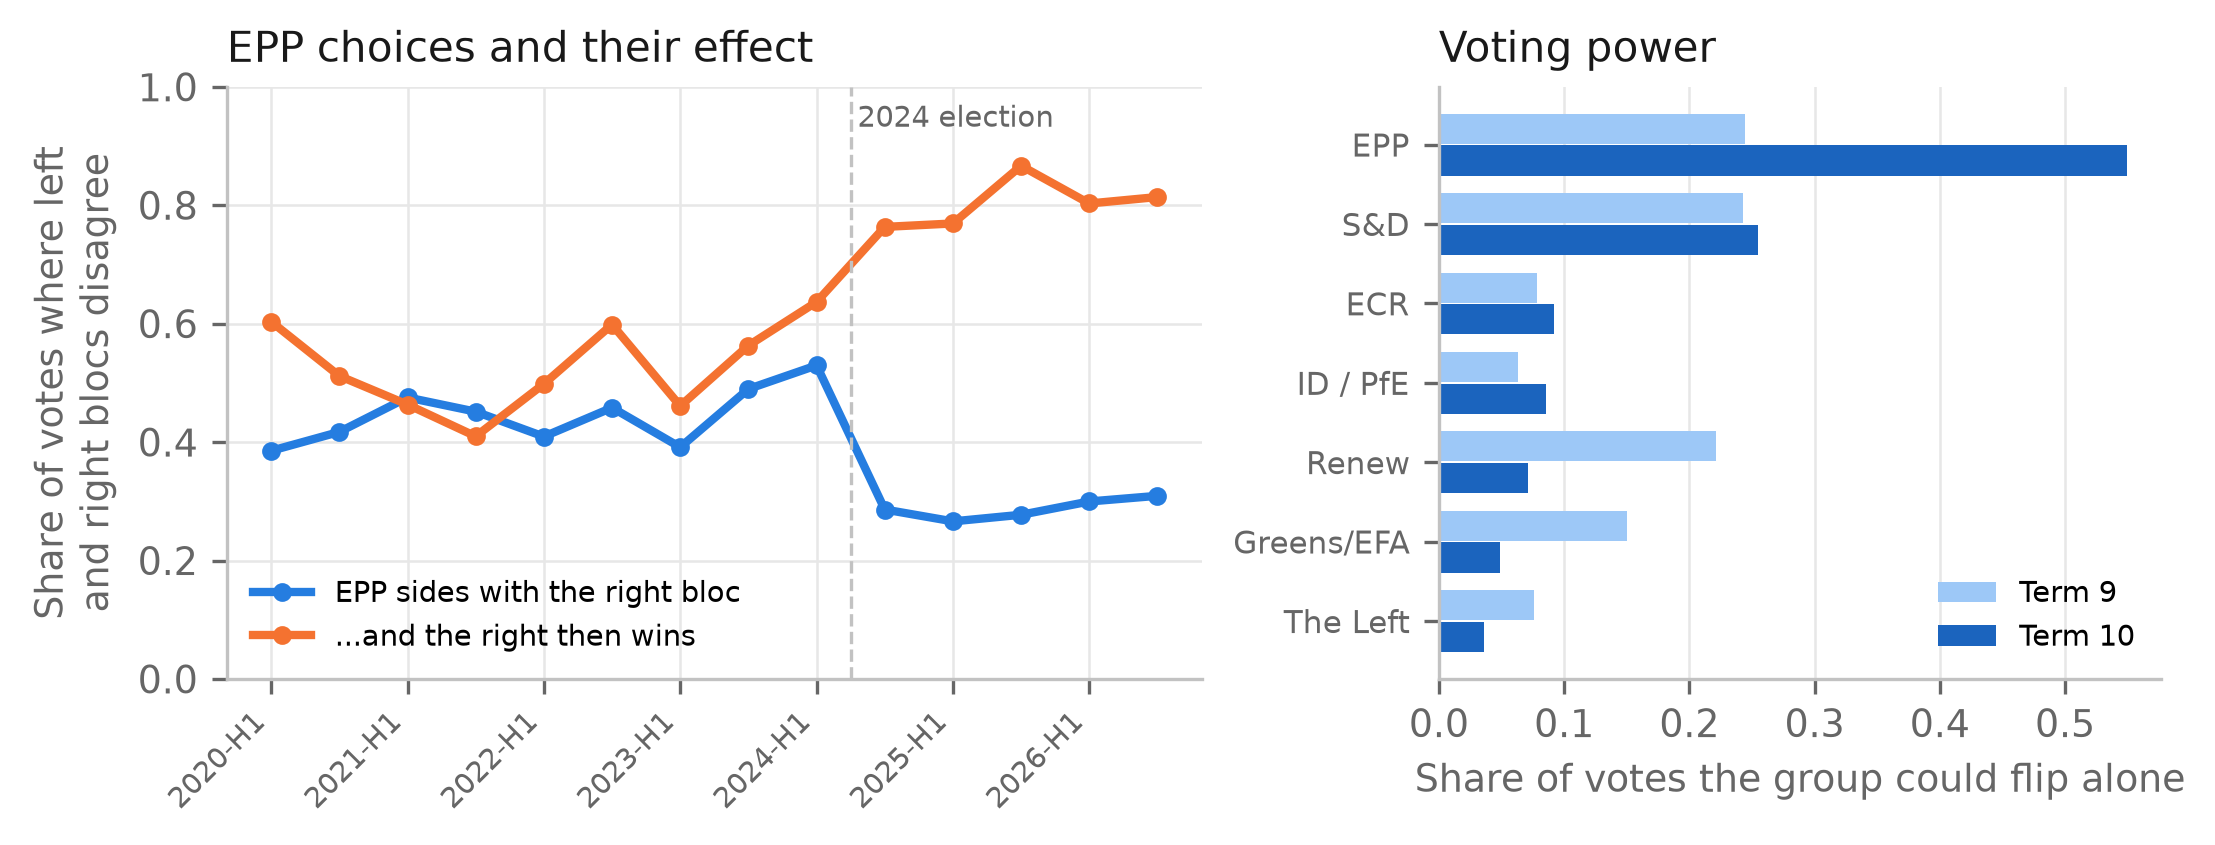 EPP choices and their effect
Share of votes where left
and right blocs disagree
1.0
0.8
0.6
0.4
0.2
0.0
2024 election
EPP sides with the right bloc
...and the right then wins
2020-H1
2021-H1
2022-H1
2023-H1
2024-H1
2025-H1
2026-H1
Voting power
EPP
S&D
ECR
ID / PfE
Renew
Greens/EFA
The Left
Term 9
Term 10
0.0 0.1 0.2 0.3 0.4 0.5
Share of votes the group could flip alone